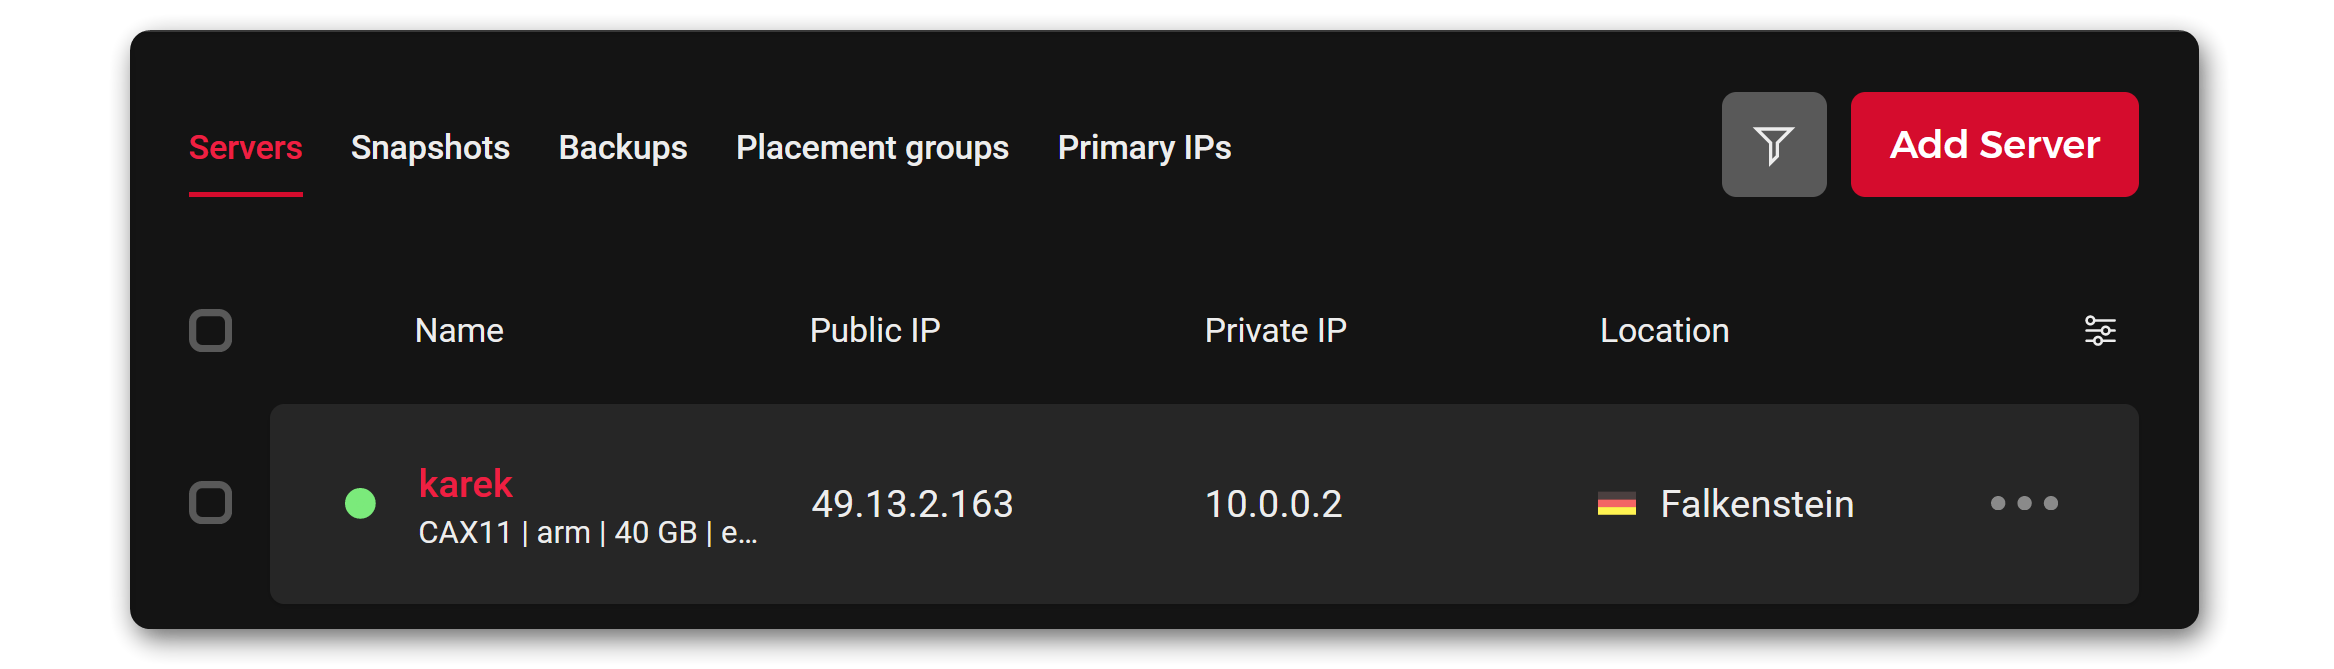 Servers Snapshots Backups Placement groups Primary IPs Add Server
Name Public IP Private IP Location
karek
CAX11 | arm | 40 GB | e...
49.13.2.163 10.0.0.2 Falkenstein